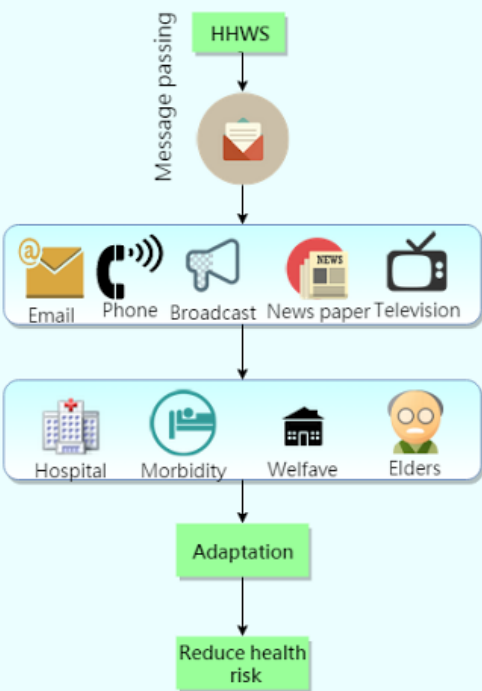 HHWS
Message passing
@
NEWS
Email Phone Broadcast News paper Television
Hospital Morbidity Welfave Elders
Adaptation
Reduce health
risk